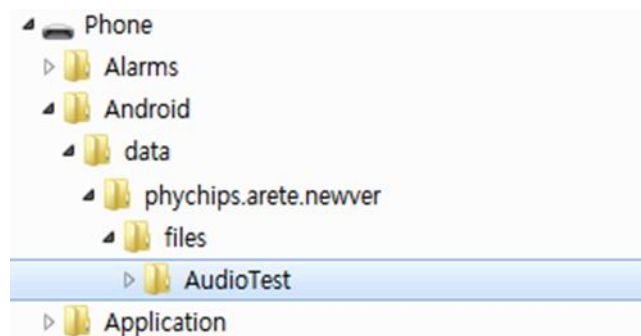 Phone
Alarms
Android
data
phychips.arete.newver
files
AudioTest
Application